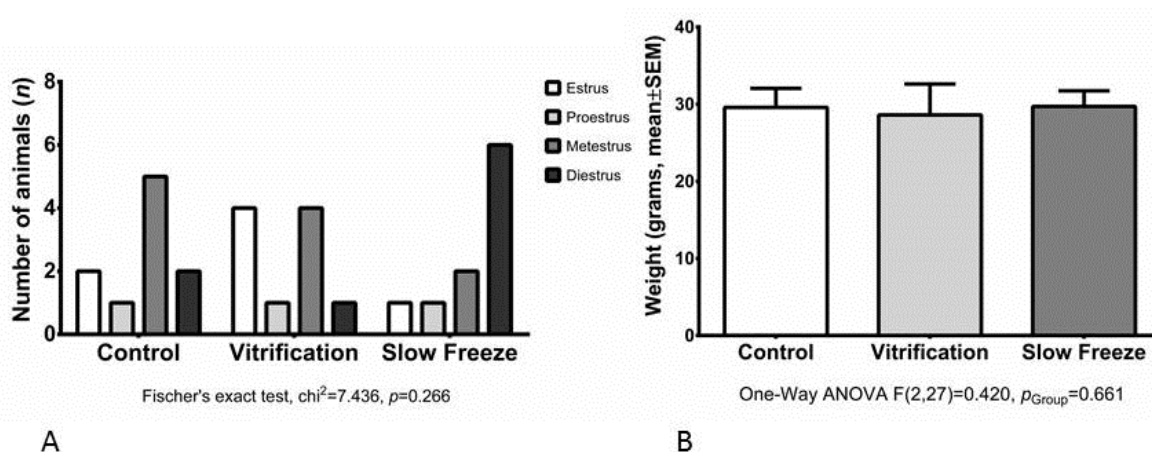 Number of animals (n)
8
6
4
2
0
Estrus
Proestrus
Metestrus
Diestrus
Control
Vitrification
Slow Freeze
Fischer's exact test, chi²=7.436, p=0.266
A
Weight (grams, mean±SEM)
40
30
20
10
0
Control
Vitrification
Slow Freeze
One-Way ANOVA F(2,27)=0.420, pGroup=0.661
B